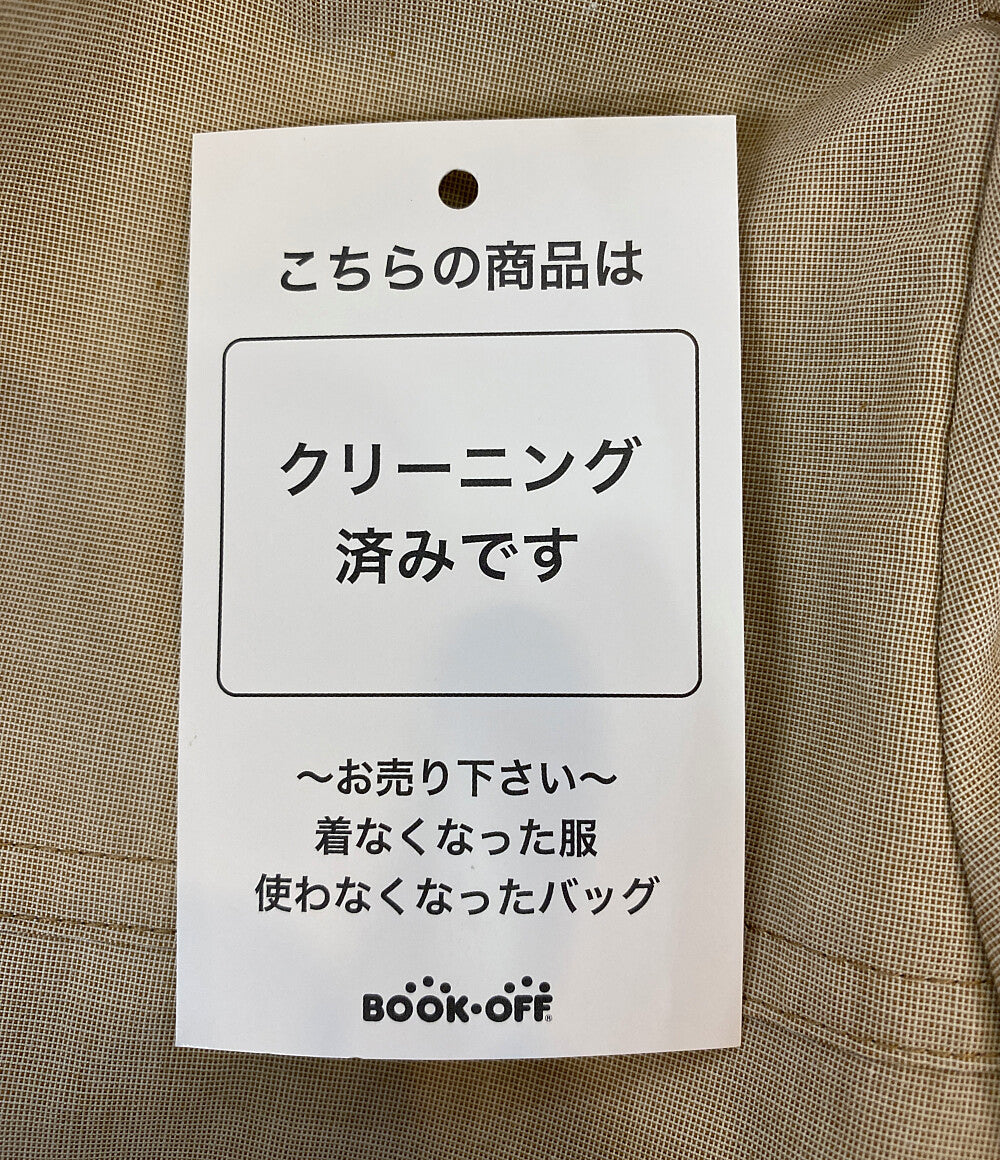 こちらの商品は
クリーニング
済みです
〜お売り下さい〜
着なくなった服
使わなくなったバッグ
BOOK・OFF®